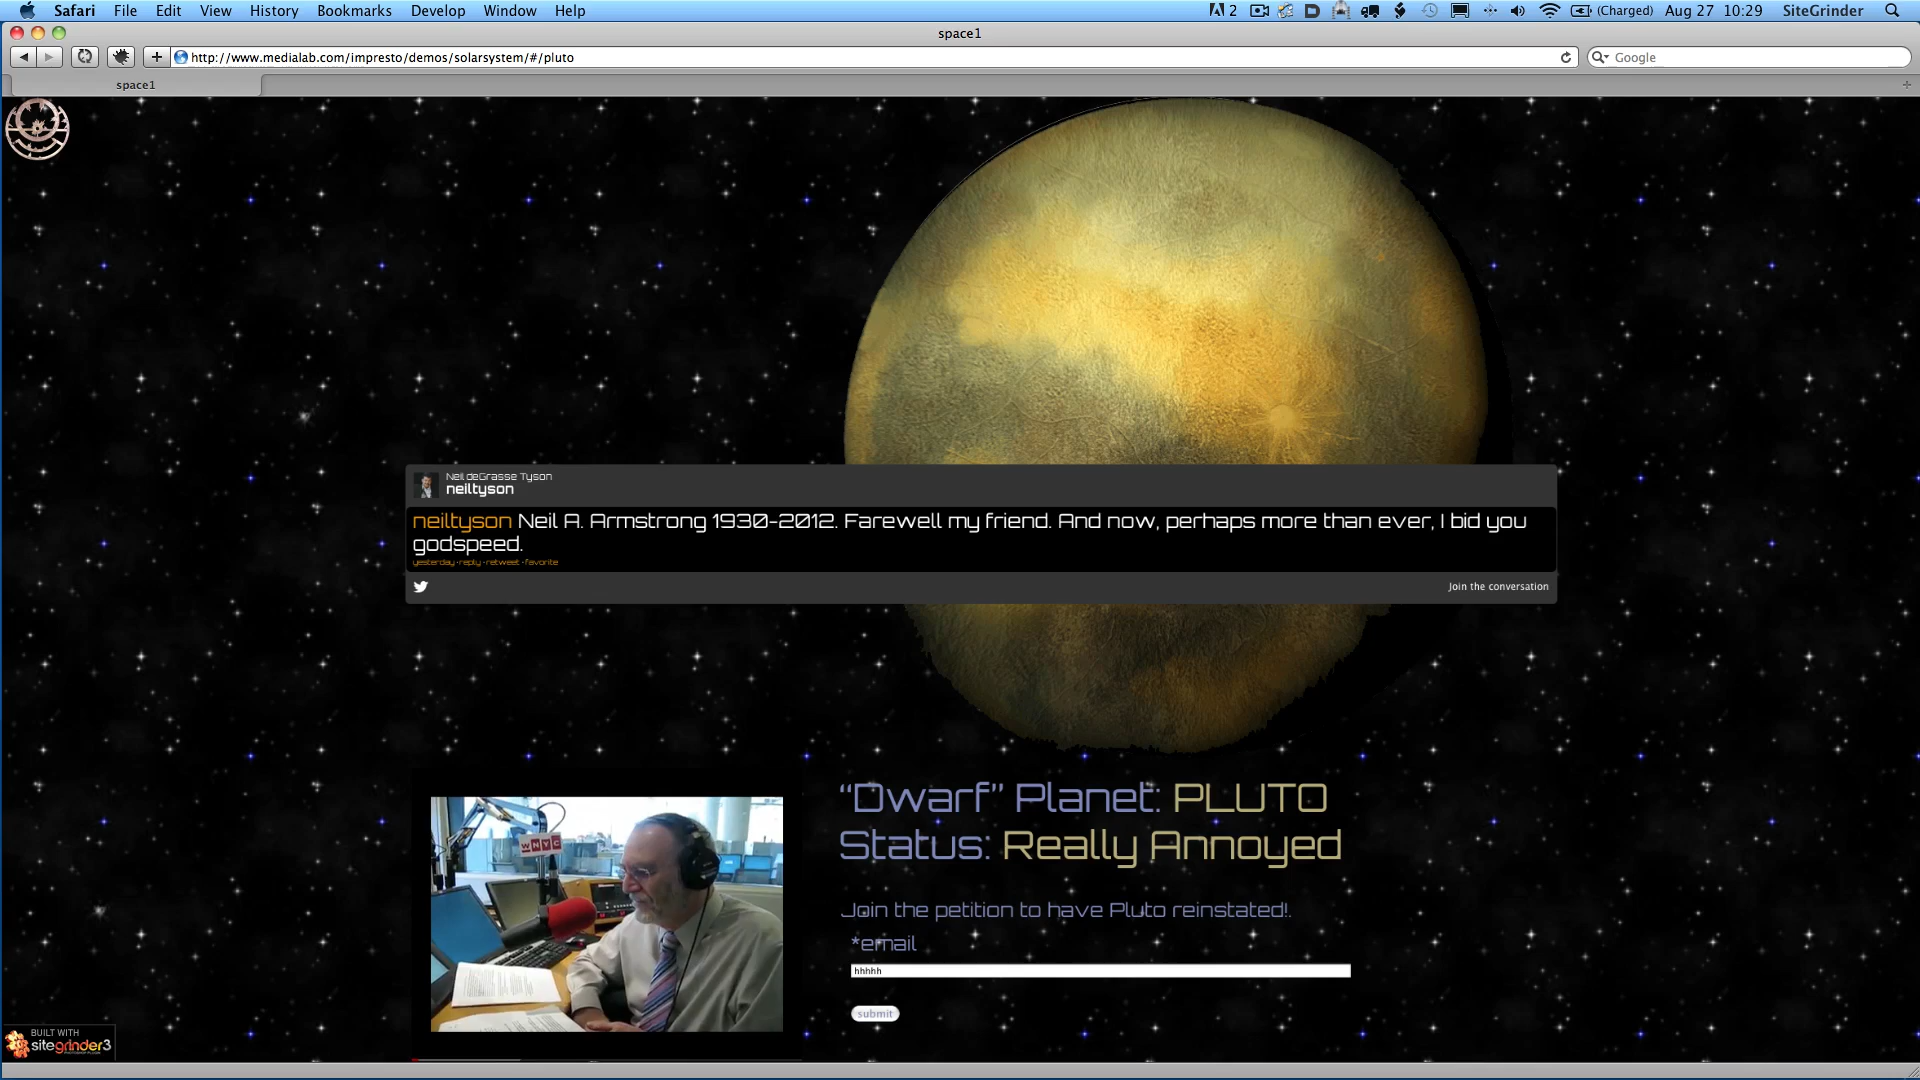 Safari File Edit View History Bookmarks Develop Window Help
2 (Charged) Aug 27 10:29 SiteGrinder
space1
http://www.medialab.com/impresto/demos/solarsystem/#/pluto
Google
space1
Neil deGrasse Tyson
neiltyson
neiltyson Neil A. Armstrong 1930-2012. Farewell my friend. And now, perhaps more than ever, I bid you
godspeed.
yesterday · reply · retweet · favorite
Join the conversation
WNYC
“Dwarf” Planet: PLUTO
Status: Really Annoyed
Join the petition to have Pluto reinstated!.
*email
hhhhh
submit
BUILT WITH
sitegrinder3